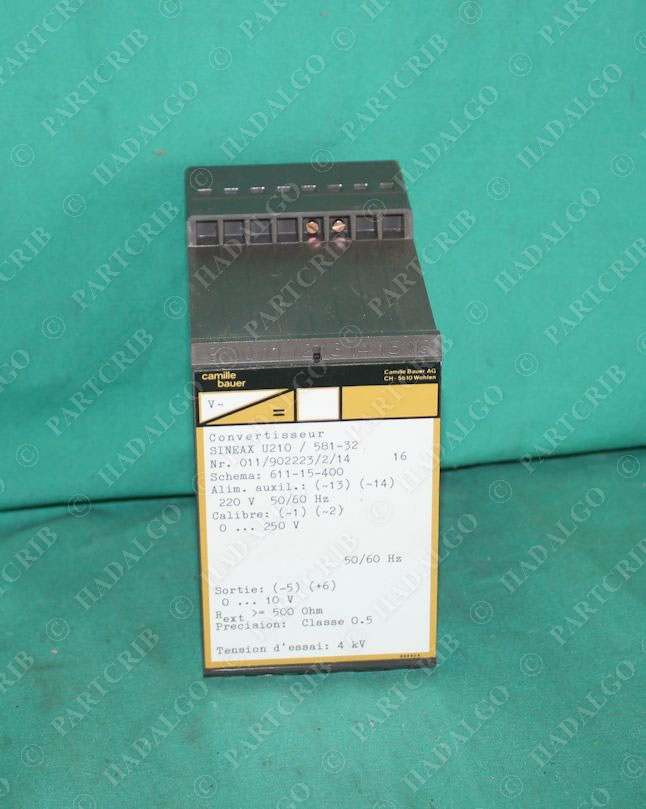 camille
bauer
Camille Bauer AG
CH-5610 Wohlen
V~
=
Convertisseur
SINEAX U210 / 581-32
Nr. 011/902223/2/14 16
Schema: 611-15-400
Alim. auxil.: (~13) (~14)
220 V 50/60 Hz
Calibre: (~1) (~2)
0 ... 250 V
50/60 Hz
Sortie: (-5) (+6)
0 ... 10 V
Rext >= 500 Ohm
Precision: Classe 0.5
Tension d'essai: 4 kV
© PARTCRIB
HADALGO